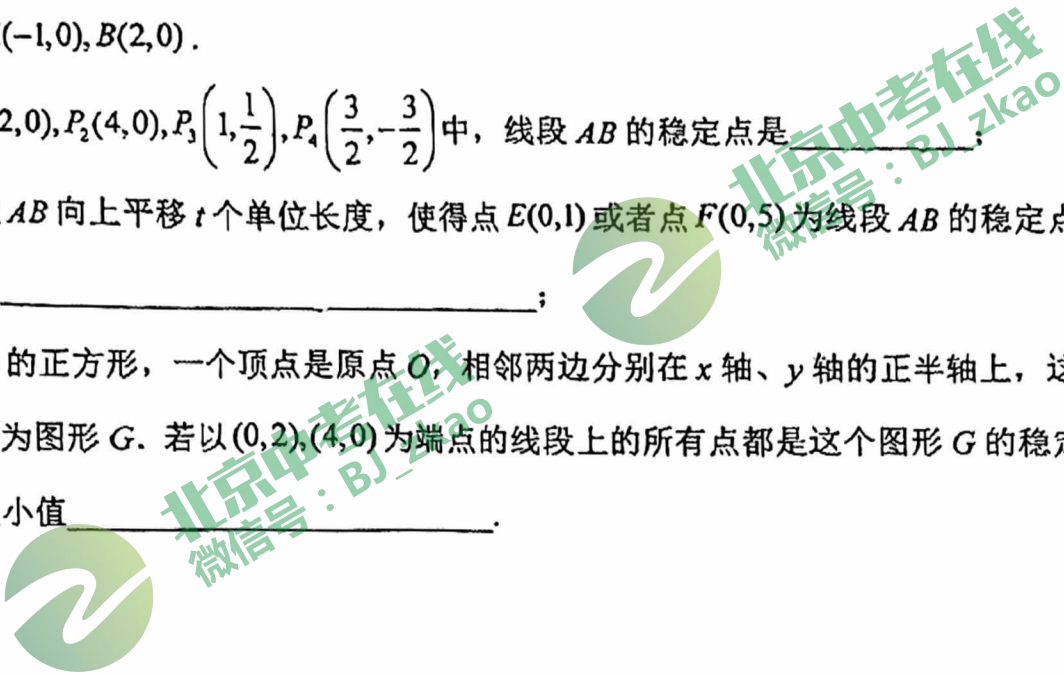 (-1,0), B(2,0).
2,0), P₂(4,0), P₃(1, 1/2), P₄(3/2, -3/2)中，线段 AB 的稳定点是________;
AB 向上平移 t 个单位长度，使得点 E(0,1) 或者点 F(0,5) 为线段 AB 的稳定点
________________;
的正方形，一个顶点是原点 O，相邻两边分别在 x 轴、y 轴的正半轴上，这
为图形 G. 若以 (0,2),(4,0) 为端点的线段上的所有点都是这个图形 G 的稳定
小值________________.
北京中考在线
微信号：BJ_zkao
北京中考在线
微信号：BJ_zkao